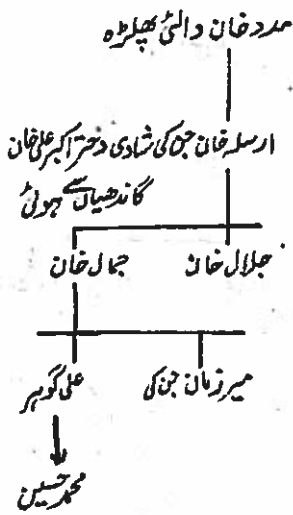 مدد خان والئی پھلڑہ
ارسلہ خان جن کی شادی دختر اکبر علی خان
گاندھیاں سے ہوئی
جلال خان جمال خان
میر زمان جن کی علی گوہر
محمد حسین